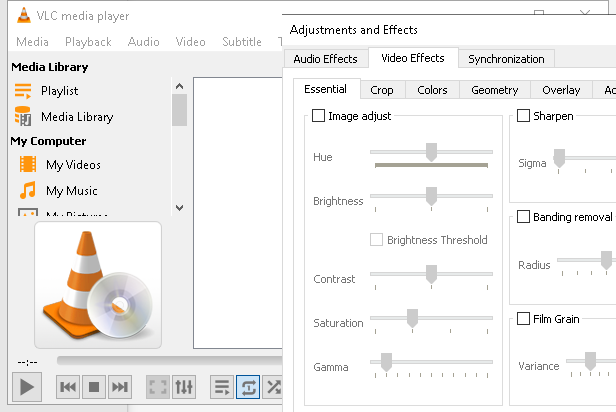 VLC media player
Media Playback Audio Video Subtitle
Media Library
Playlist
Media Library
My Computer
My Videos
My Music
My Pictures
--:--
Adjustments and Effects
Audio Effects Video Effects Synchronization
Essential Crop Colors Geometry Overlay
Image adjust
Hue
Brightness
Brightness Threshold
Contrast
Saturation
Gamma
Sharpen
Sigma
Banding removal
Radius
Film Grain
Variance